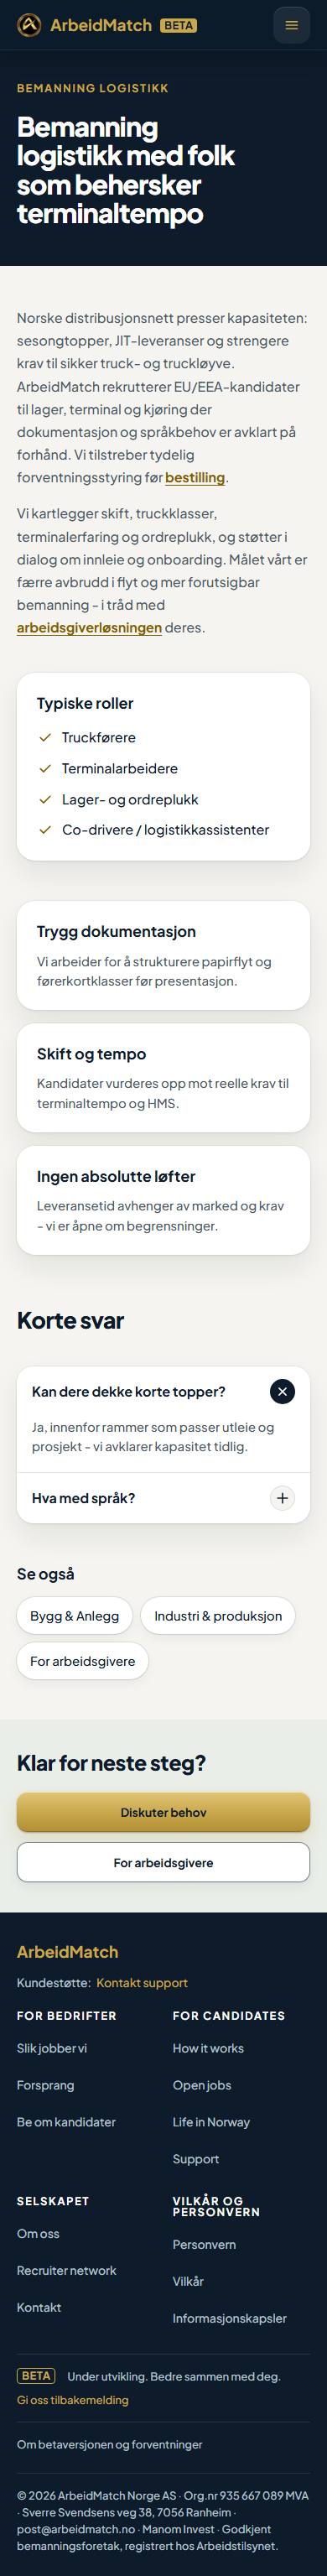 ArbeidMatch BETA
BEMANNING LOGISTIKK
Bemanning
logistikk med folk
som behersker
terminaltempo
Norske distribusjonsnett presser kapasiteten:
sesongtopper, JIT-leveranser og strengere
krav til sikker truck- og truckløyve.
ArbeidMatch rekrutterer EU/EEA-kandidater
til lager, terminal og kjøring der
dokumentasjon og språkbehov er avklart på
forhånd. Vi tilstreber tydelig
forventningsstyring før bestilling.
Vi kartlegger skift, truckklasser,
terminalerfaring og ordreplukk, og støtter i
dialog om innleie og onboarding. Målet vårt er
færre avbrudd i flyt og mer forutsigbar
bemanning - i tråd med
arbeidsgiverløsningen deres.
Typiske roller
Truckførere
Terminalarbeidere
Lager- og ordreplukk
Co-drivere / logistikkassistenter
Trygg dokumentasjon
Vi arbeider for å strukturere papirflyt og
førerkortklasser før presentasjon.
Skift og tempo
Kandidater vurderes opp mot reelle krav til
terminaltempo og HMS.
Ingen absolutte løfter
Leveransetid avhenger av marked og krav
- vi er åpne om begrensninger.
Korte svar
Kan dere dekke korte topper?
Ja, innenfor rammer som passer utleie og
prosjekt - vi avklarer kapasitet tidlig.
Hva med språk?
Se også
Bygg & Anlegg
Industri & produksjon
For arbeidsgivere
Klar for neste steg?
Diskuter behov
For arbeidsgivere
ArbeidMatch
Kundestøtte: Kontakt support
FOR BEDRIFTER
Slik jobber vi
Forsprang
Be om kandidater
FOR CANDIDATES
How it works
Open jobs
Life in Norway
Support
SELSKAPET
Om oss
Recruiter network
Kontakt
VILKÅR OG
PERSONVERN
Personvern
Vilkår
Informasjonskapsler
BETA Under utvikling. Bedre sammen med deg.
Gi oss tilbakemelding
Om betaversjonen og forventninger
© 2026 ArbeidMatch Norge AS · Org.nr 935 667 089 MVA
· Sverre Svendsens veg 38, 7056 Ranheim ·
post@arbeidmatch.no · Manom Invest · Godkjent
bemanningsforetak, registrert hos Arbeidstilsynet.